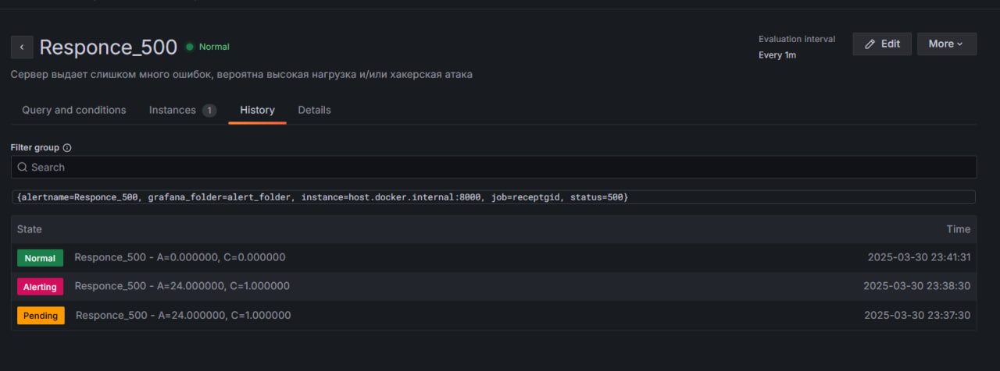 Responce_500 Normal
Evaluation interval
Every 1m
Edit
More
Сервер выдает слишком много ошибок, вероятна высокая нагрузка и/или хакерская атака
Query and conditions Instances 1 History Details
Filter group
Search
{alertname=Responce_500, grafana_folder=alert_folder, instance=host.docker.internal:8000, job=receptgid, status=500}
State Time
Normal Responce_500 - A=0.000000, C=0.000000 2025-03-30 23:41:31
Alerting Responce_500 - A=24.000000, C=1.000000 2025-03-30 23:38:30
Pending Responce_500 - A=24.000000, C=1.000000 2025-03-30 23:37:30